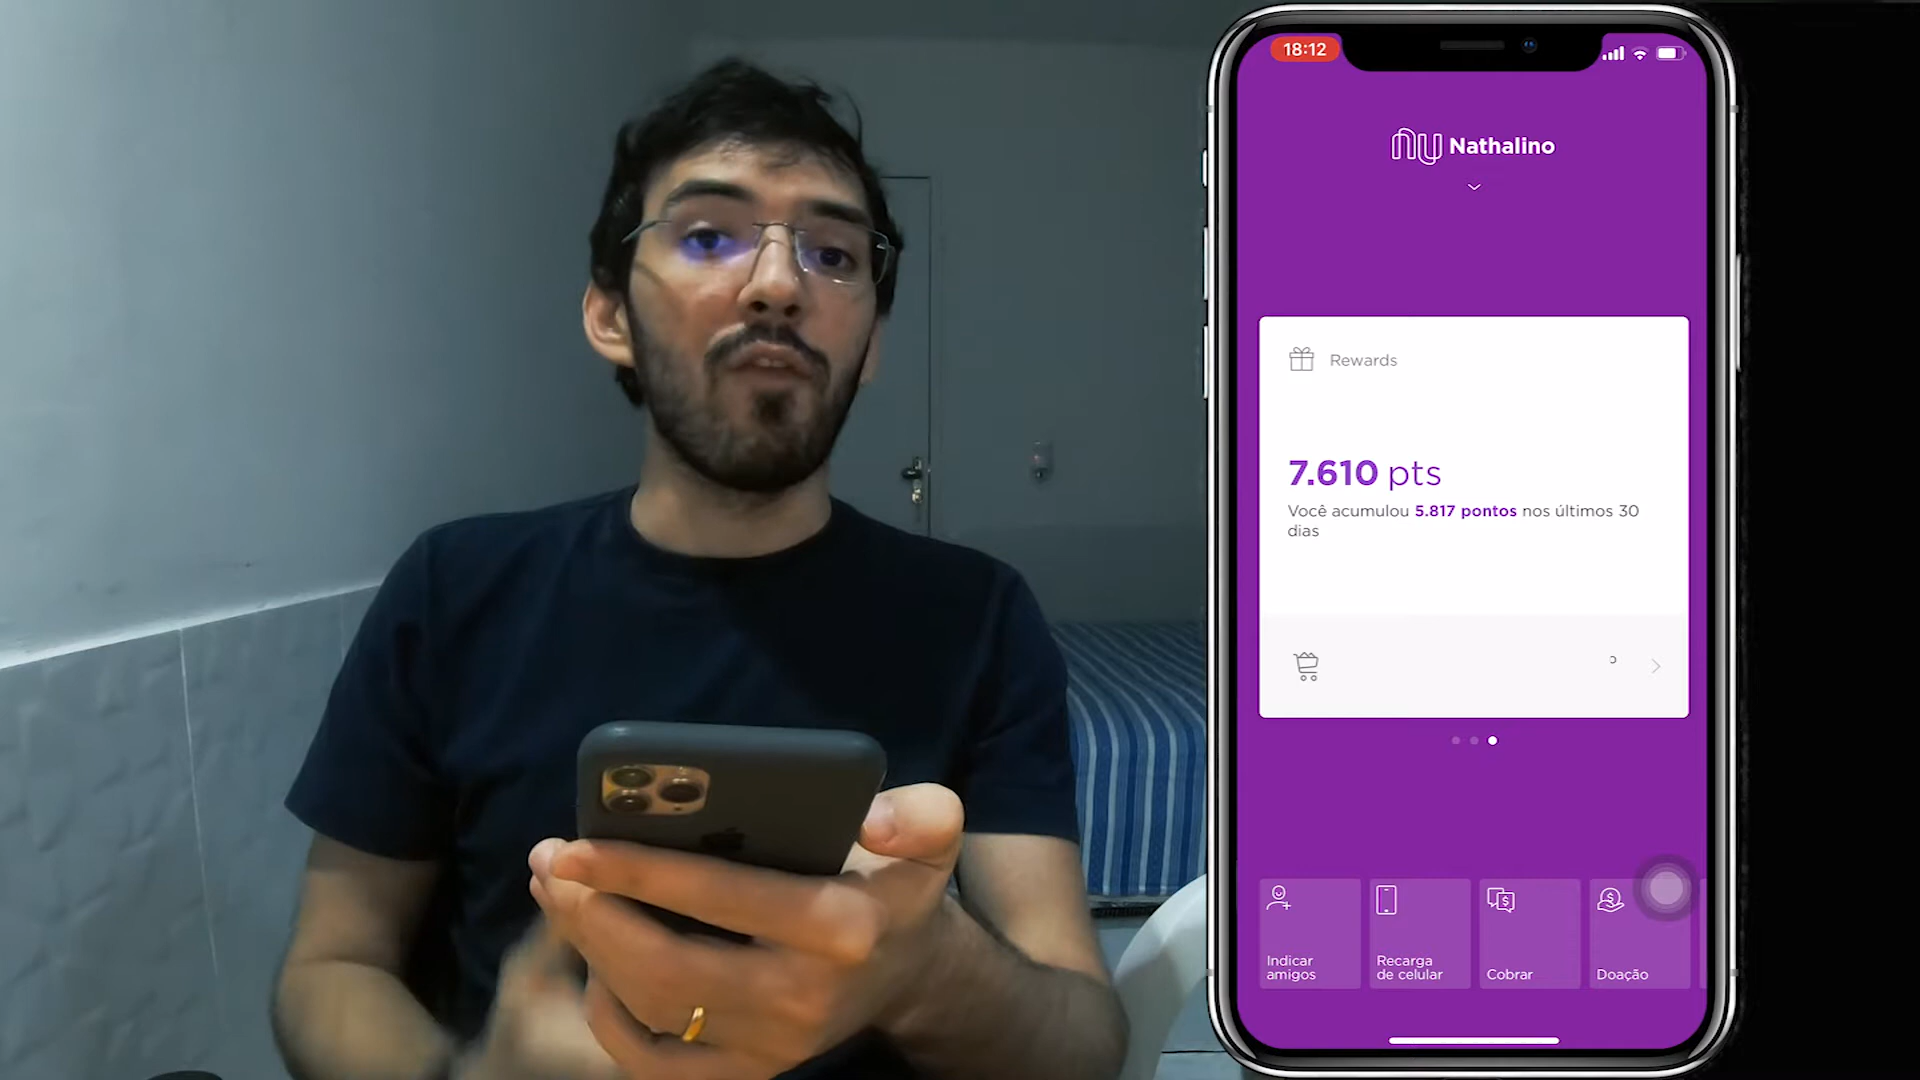 18:12
nu Nathalino
Rewards
7.610 pts
Você acumulou 5.817 pontos nos últimos 30
dias
Indicar
amigos
Recarga
de celular
Cobrar
Doação